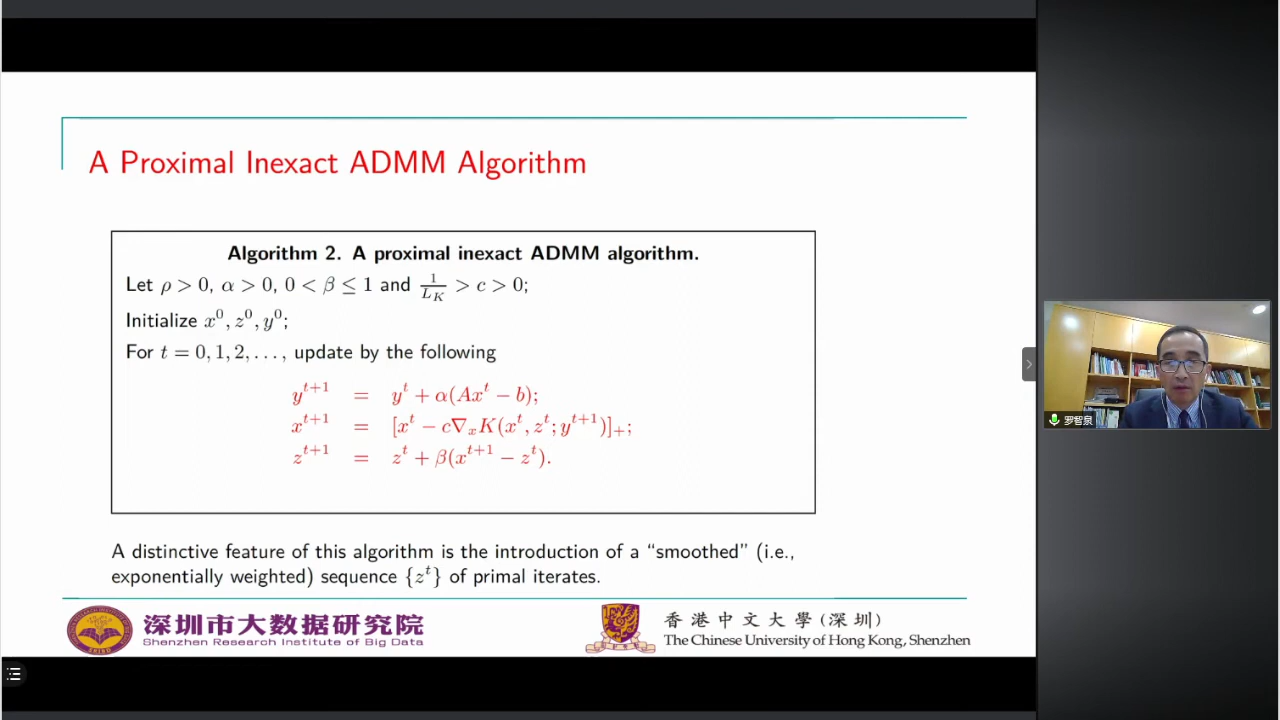 A Proximal Inexact ADMM Algorithm
Algorithm 2. A proximal inexact ADMM algorithm.
Let ρ > 0, α > 0, 0 < β ≤ 1 and 1/L_K > c > 0;
Initialize x^0, z^0, y^0;
For t = 0, 1, 2, . . . , update by the following
y^{t+1} = y^t + α(Ax^t − b);
x^{t+1} = [x^t − c∇_x K(x^t, z^t; y^{t+1})]_+;
z^{t+1} = z^t + β(x^{t+1} − z^t).
A distinctive feature of this algorithm is the introduction of a “smoothed” (i.e.,
exponentially weighted) sequence {z^t} of primal iterates.
深圳市大数据研究院
Shenzhen Research Institute of Big Data
香港中文大學(深圳)
The Chinese University of Hong Kong, Shenzhen
罗智泉